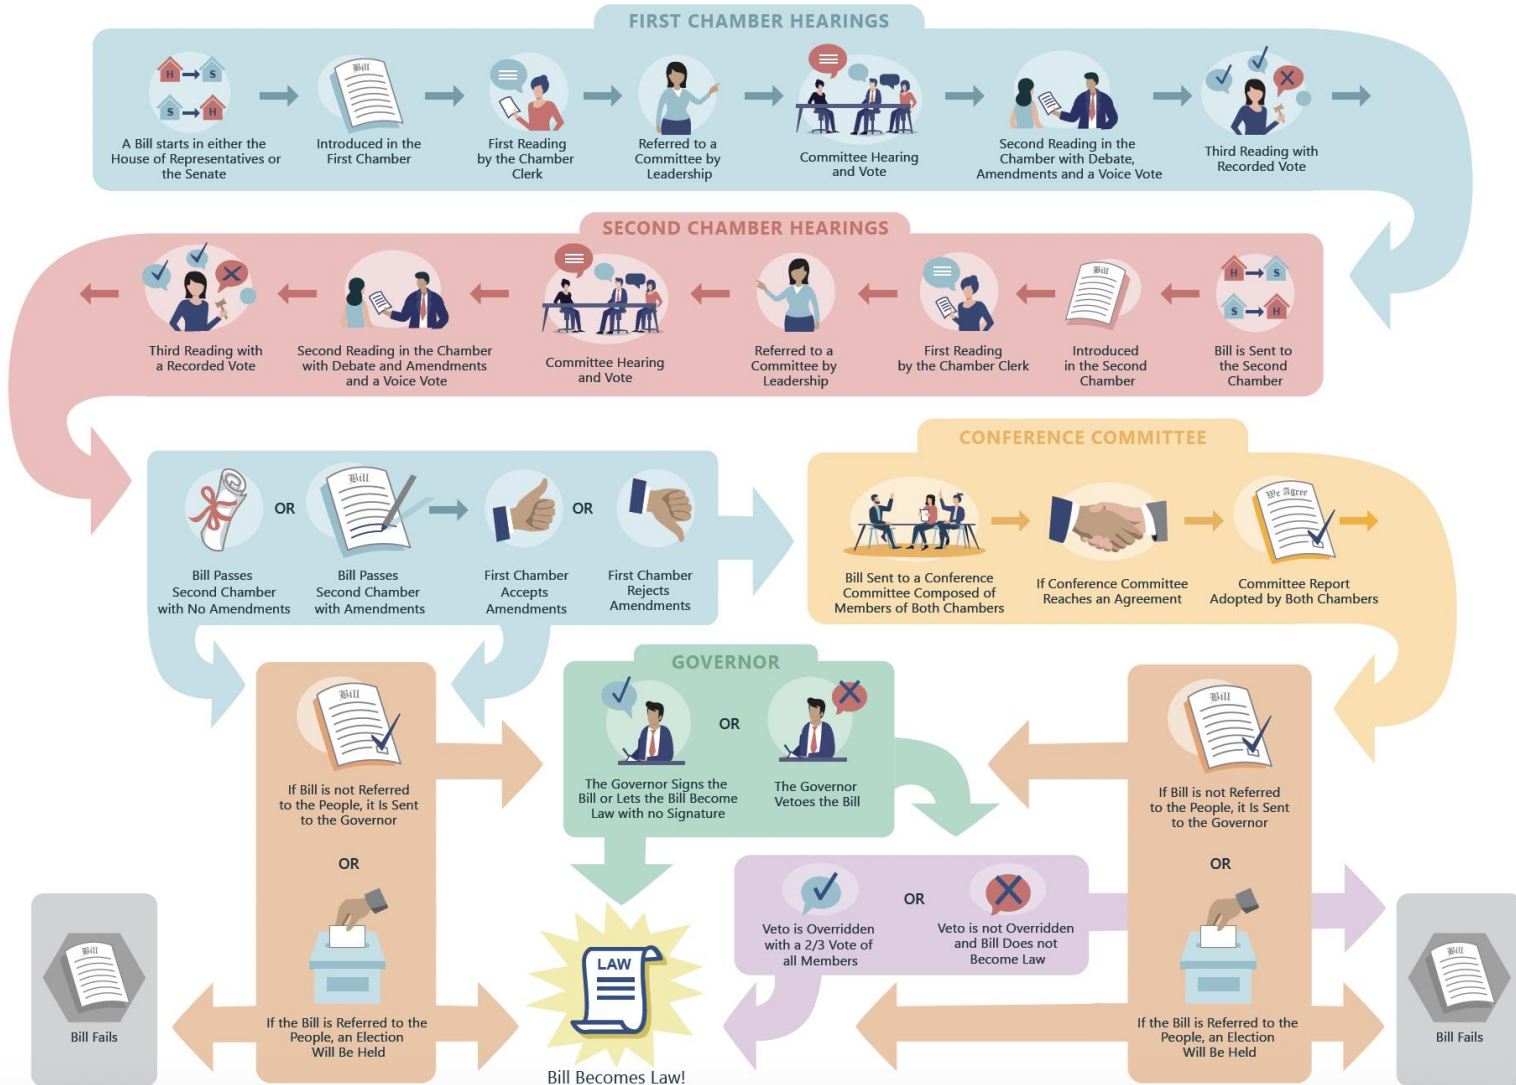 FIRST CHAMBER HEARINGS
H
S
S
H
A Bill starts in either the
House of Representatives or
the Senate
Bill
Introduced in the
First Chamber
First Reading
by the Chamber
Clerk
Referred to a
Committee by
Leadership
Committee Hearing
and Vote
Second Reading in the
Chamber with Debate,
Amendments and a Voice Vote
Third Reading with
Recorded Vote
SECOND CHAMBER HEARINGS
H
S
S
H
Bill is Sent to
the Second
Chamber
Bill
Introduced
in the Second
Chamber
First Reading
by the Chamber Clerk
Referred to a
Committee by
Leadership
Committee Hearing
and Vote
Second Reading in the Chamber
with Debate and Amendments
and a Voice Vote
Third Reading with
a Recorded Vote
Bill Passes
Second Chamber
with No Amendments
OR
Bill
Bill Passes
Second Chamber
with Amendments
First Chamber
Accepts
Amendments
OR
First Chamber
Rejects
Amendments
CONFERENCE COMMITTEE
Bill Sent to a Conference
Committee Composed of
Members of Both Chambers
If Conference Committee
Reaches an Agreement
We Agree
Committee Report
Adopted by Both Chambers
Bill
If Bill is not Referred
to the People, it Is Sent
to the Governor
OR
If the Bill is Referred to the
People, an Election
Will Be Held
GOVERNOR
The Governor Signs the
Bill or Lets the Bill Become
Law with no Signature
OR
The Governor
Vetoes the Bill
Bill
If Bill is not Referred
to the People, it Is Sent
to the Governor
OR
If the Bill is Referred to the
People, an Election
Will Be Held
Veto is Overridden
with a 2/3 Vote of
all Members
OR
Veto is not Overridden
and Bill Does not
Become Law
Bill
Bill Fails
LAW
Bill Becomes Law!
Bill
Bill Fails